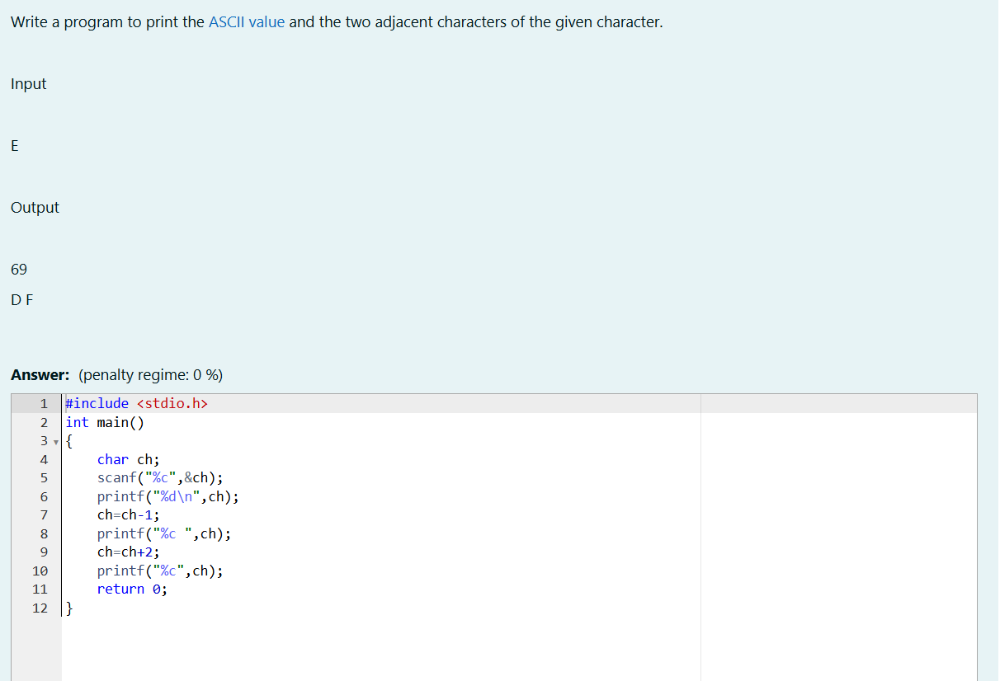 Write a program to print the ASCII value and the two adjacent characters of the given character.
Input
E
Output
69
D F
Answer: (penalty regime: 0 %)
1 #include <stdio.h>
2 int main()
3 {
4     char ch;
5     scanf("%c",&ch);
6     printf("%d\n",ch);
7     ch=ch-1;
8     printf("%c ",ch);
9     ch=ch+2;
10     printf("%c",ch);
11     return 0;
12 }